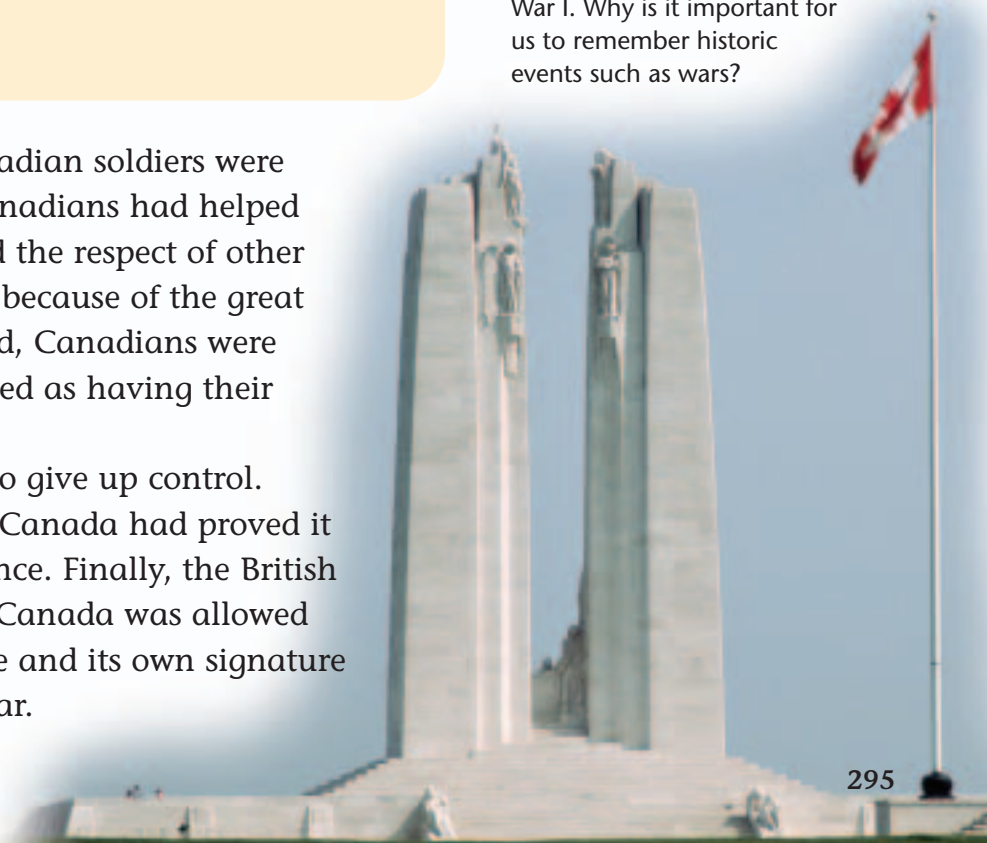 War I. Why is it important for
us to remember historic
events such as wars?
adian soldiers were
nadians had helped
d the respect of other
because of the great
d, Canadians were
ed as having their
o give up control.
Canada had proved it
nce. Finally, the British
Canada was allowed
e and its own signature
ar.
295